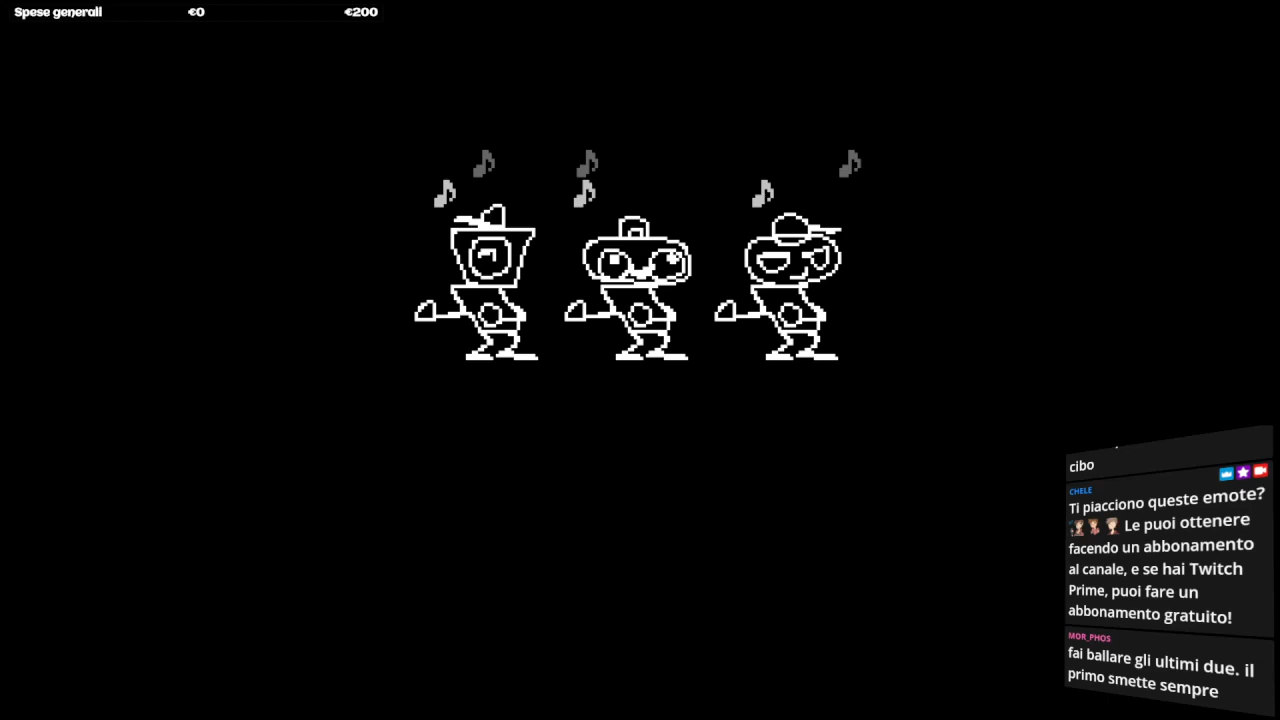 Spese generali €0 €200
cibo
CHELE
Ti piacciono queste emote?
Le puoi ottenere
facendo un abbonamento
al canale, e se hai Twitch
Prime, puoi fare un
abbonamento gratuito!
MOR_PHOS
fai ballare gli ultimi due. il
primo smette sempre